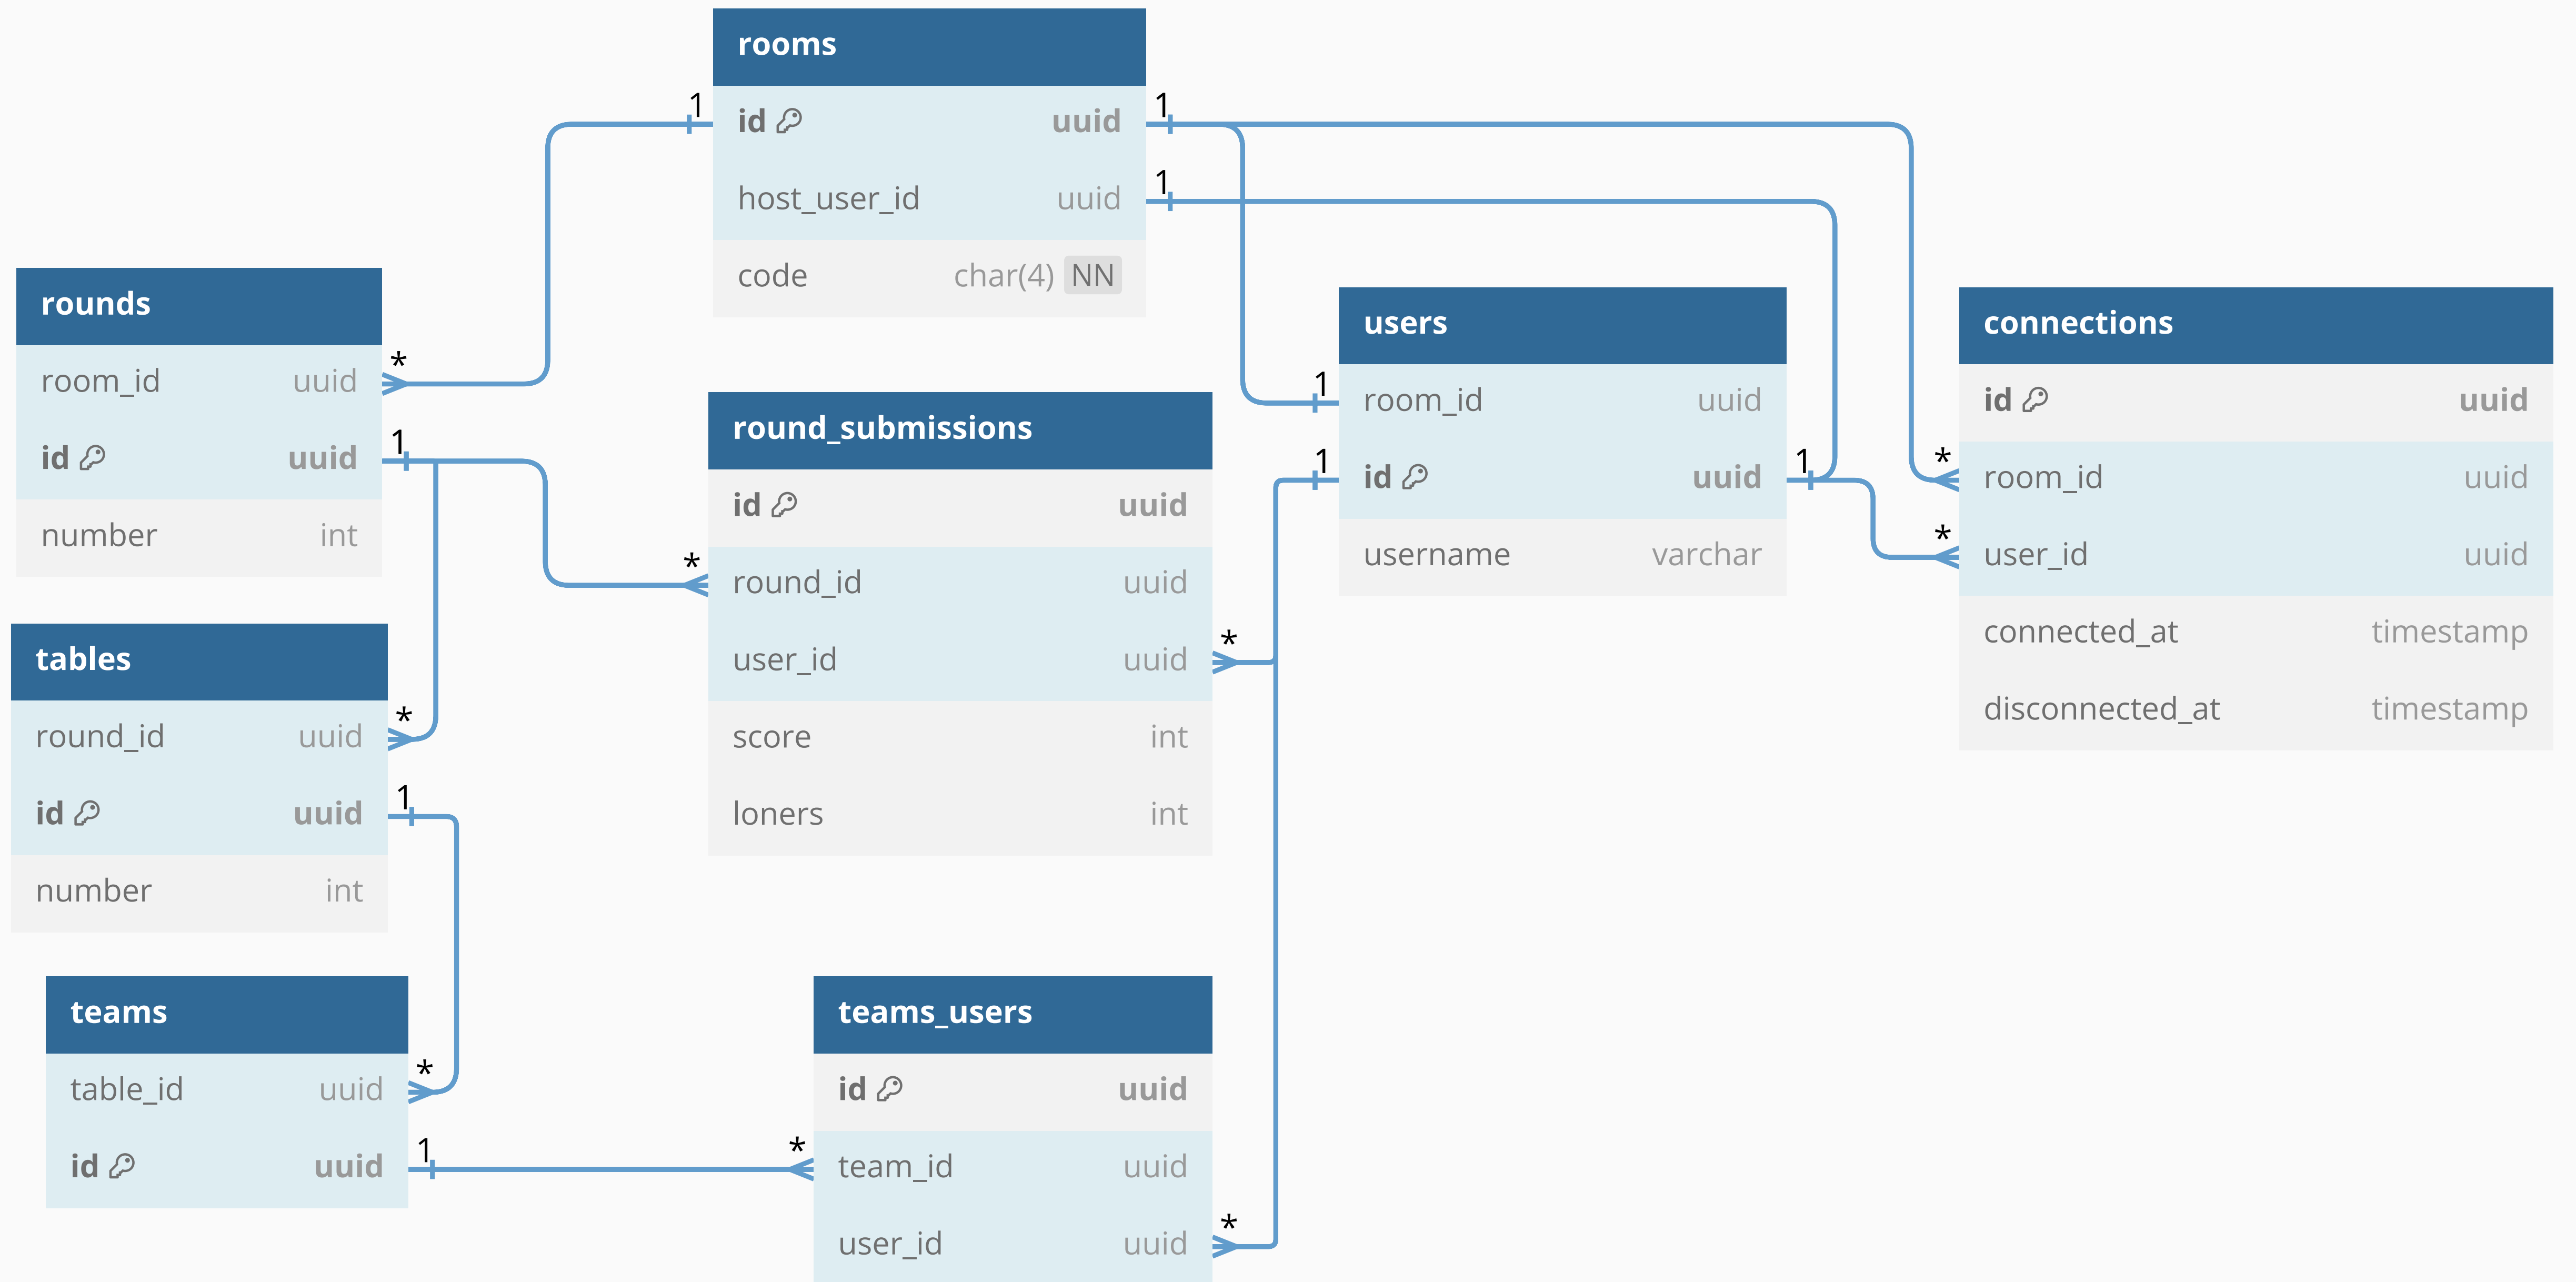 rooms
id uuid
host_user_id uuid
code char(4) NN
1
1
1
rounds
room_id uuid
id uuid
number int
*
1
users
room_id uuid
id uuid
username varchar
1
1
1
connections
id uuid
room_id uuid
user_id uuid
connected_at timestamp
disconnected_at timestamp
*
*
round_submissions
id uuid
round_id uuid
user_id uuid
score int
loners int
*
*
tables
round_id uuid
id uuid
number int
*
1
teams
table_id uuid
id uuid
*
1
teams_users
id uuid
team_id uuid
user_id uuid
*
*